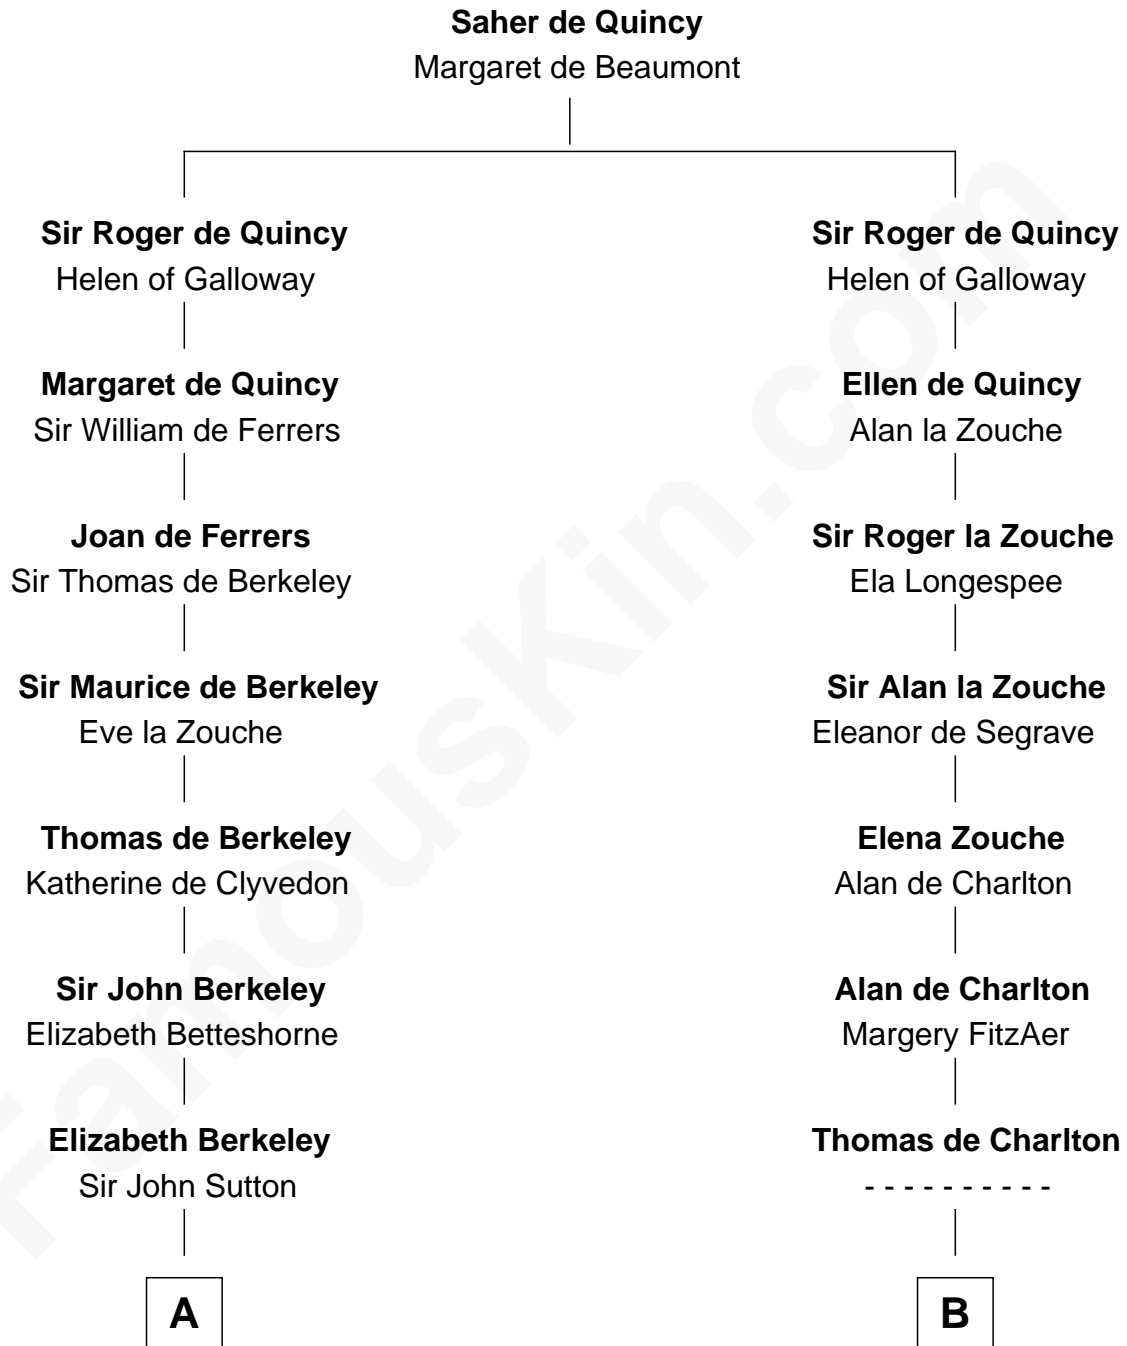 Saher de Quincy
Margaret de Beaumont
Sir Roger de Quincy
Helen of Galloway
Margaret de Quincy
Sir William de Ferrers
Joan de Ferrers
Sir Thomas de Berkeley
Sir Maurice de Berkeley
Eve la Zouche
Thomas de Berkeley
Katherine de Clyvedon
Sir John Berkeley
Elizabeth Betteshorne
Elizabeth Berkeley
Sir John Sutton
A
Sir Roger de Quincy
Helen of Galloway
Ellen de Quincy
Alan la Zouche
Sir Roger la Zouche
Ela Longespee
Sir Alan la Zouche
Eleanor de Segrave
Elena Zouche
Alan de Charlton
Alan de Charlton
Margery FitzAer
Thomas de Charlton
- - - - - - - - - -
B
FamousKin.com